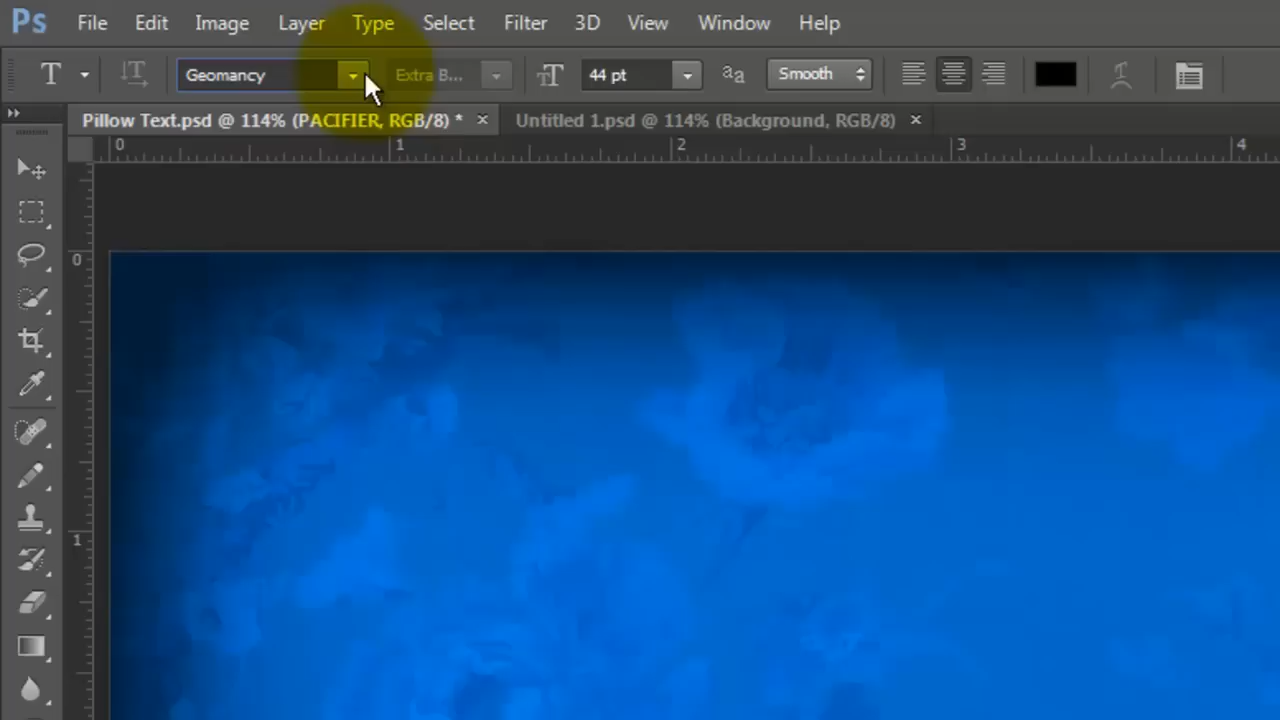 Ps File Edit Image Layer Type Select Filter 3D View Window Help
T Geomancy Extra B... 44 pt aa Smooth
Pillow Text.psd @ 114% (PACIFIER, RGB/8) * × Untitled 1.psd @ 114% (Background, RGB/8) ×
0 1 2 3 4
0
1